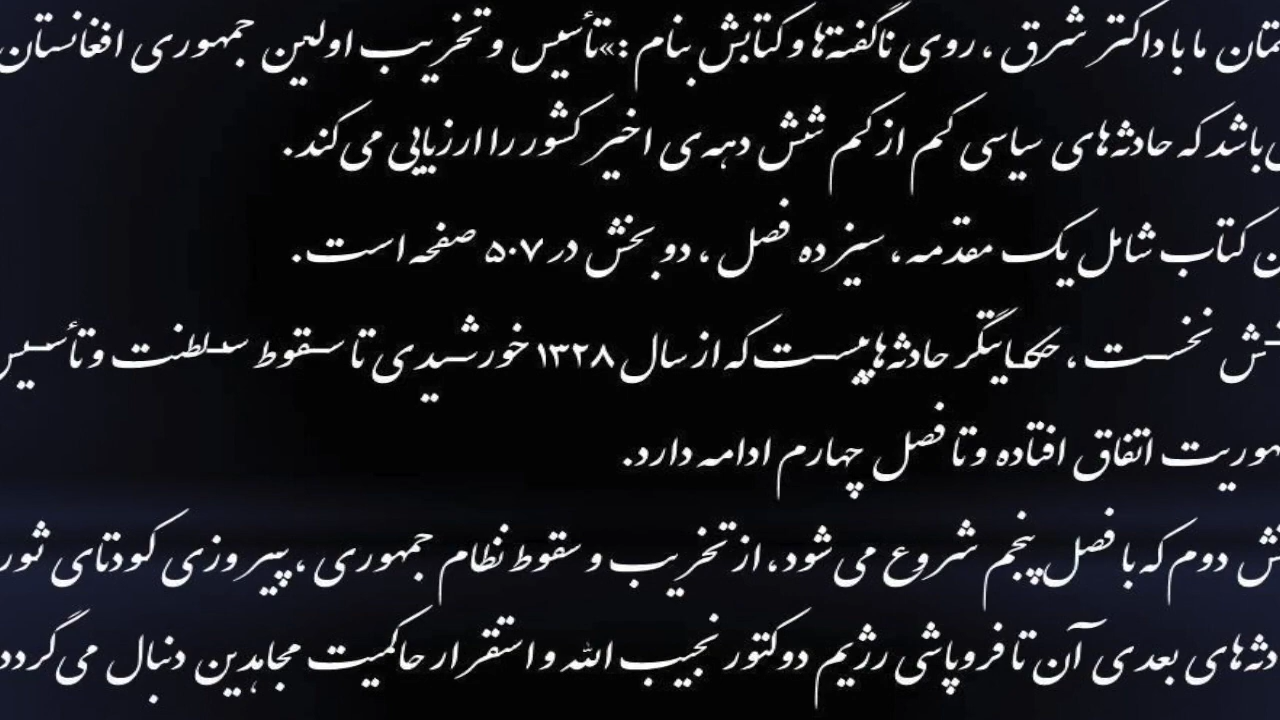 ما با داکتر شرق ، روی ناگفته‌ها و کتابش بنام :»تأسیس و تخریب اولین جمهوری افغانستان
باشد که حادثه‌های سیاسی کم از کم شش دهه‌ی اخیر کشور را ارزیابی می‌کند.
کتاب شامل یک مقدمه، سیزده فصل ، دو بخش در ۵۰۷ صفحه است.
نخست ، حکایتگر حادثه‌هاییست که از سال ۱۳۲۸ خورشیدی تا سقوط سلطنت و تأسیس
اتفاق افتاده و تا فصل چهارم ادامه دارد.
دوم که با فصل پنجم شروع می‌شود، از تخریب و سقوط نظام جمهوری ، پیروزی کودتای ثور
بعدی آن تا فروپاشی رژیم دوکتور نجیب الله و استقرار حاکمیت مجاهدین دنبال می‌گردد